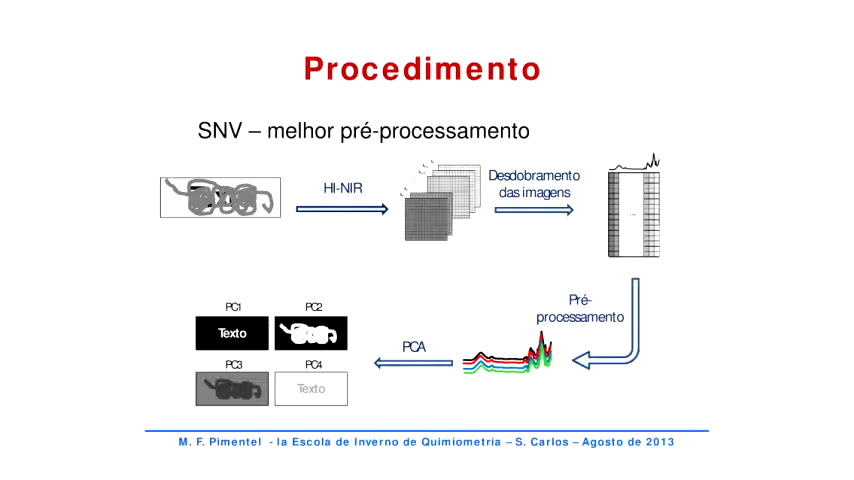 Procedimento
SNV – melhor pré-processamento
HI-NIR
Desdobramento
das imagens
...
Pré-
processamento
PCA
PC1
PC2
Texto
PC3
PC4
Texto
M. F. Pimentel - Ia Escola de Inverno de Quimiometria – S. Carlos – Agosto de 2013